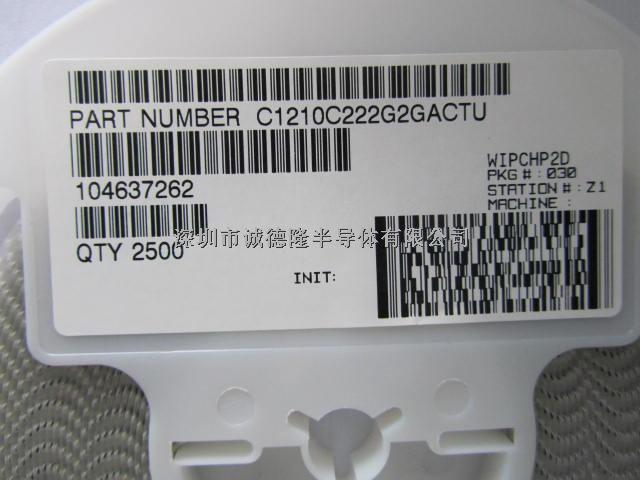 PART NUMBER C1210C222G2GACTU
104637262
WIPCHP2D
PKG # : 030
STATION # : Z1
MACHINE :
QTY 2500
深圳市诚德隆半导体有限公司
INIT: